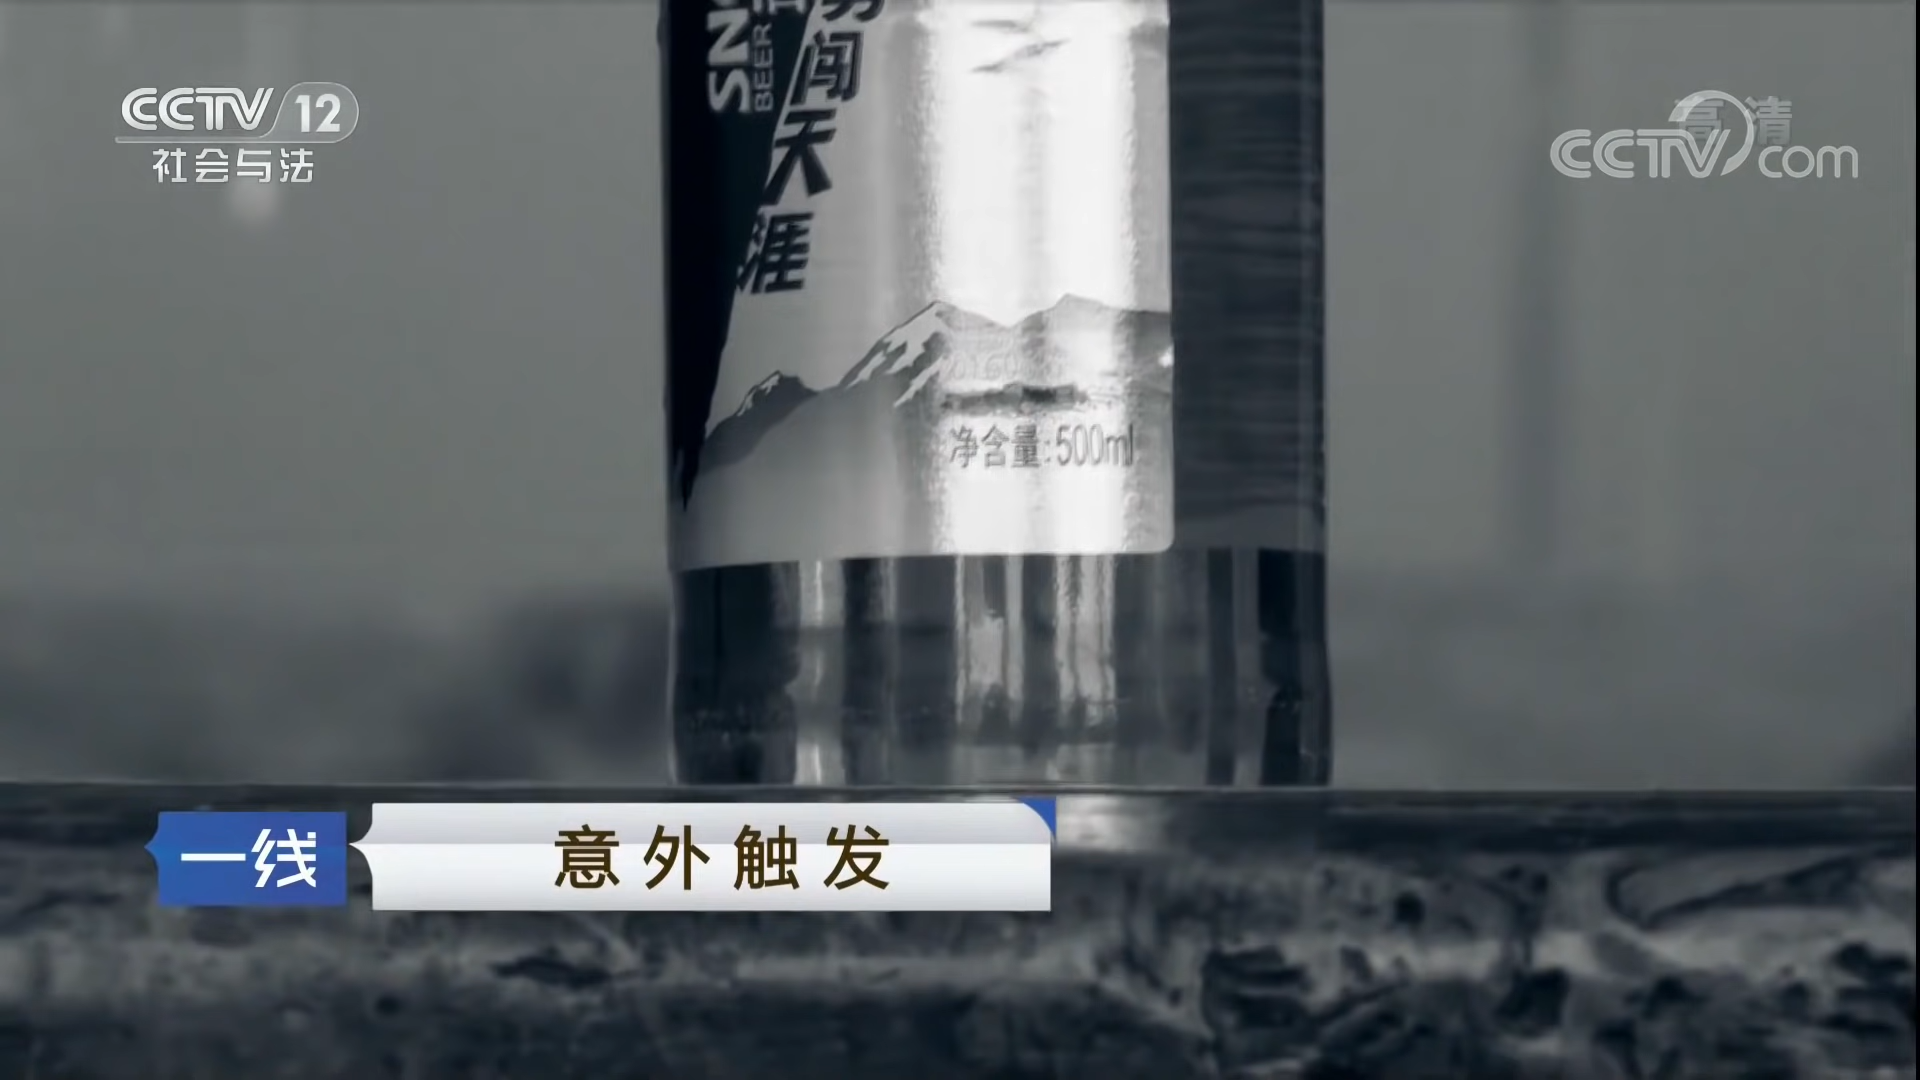 CCTV 12
社会与法
高清
CCTV.com
SN
BEER
勇闯天涯
净含量:500ml
一线
意外触发